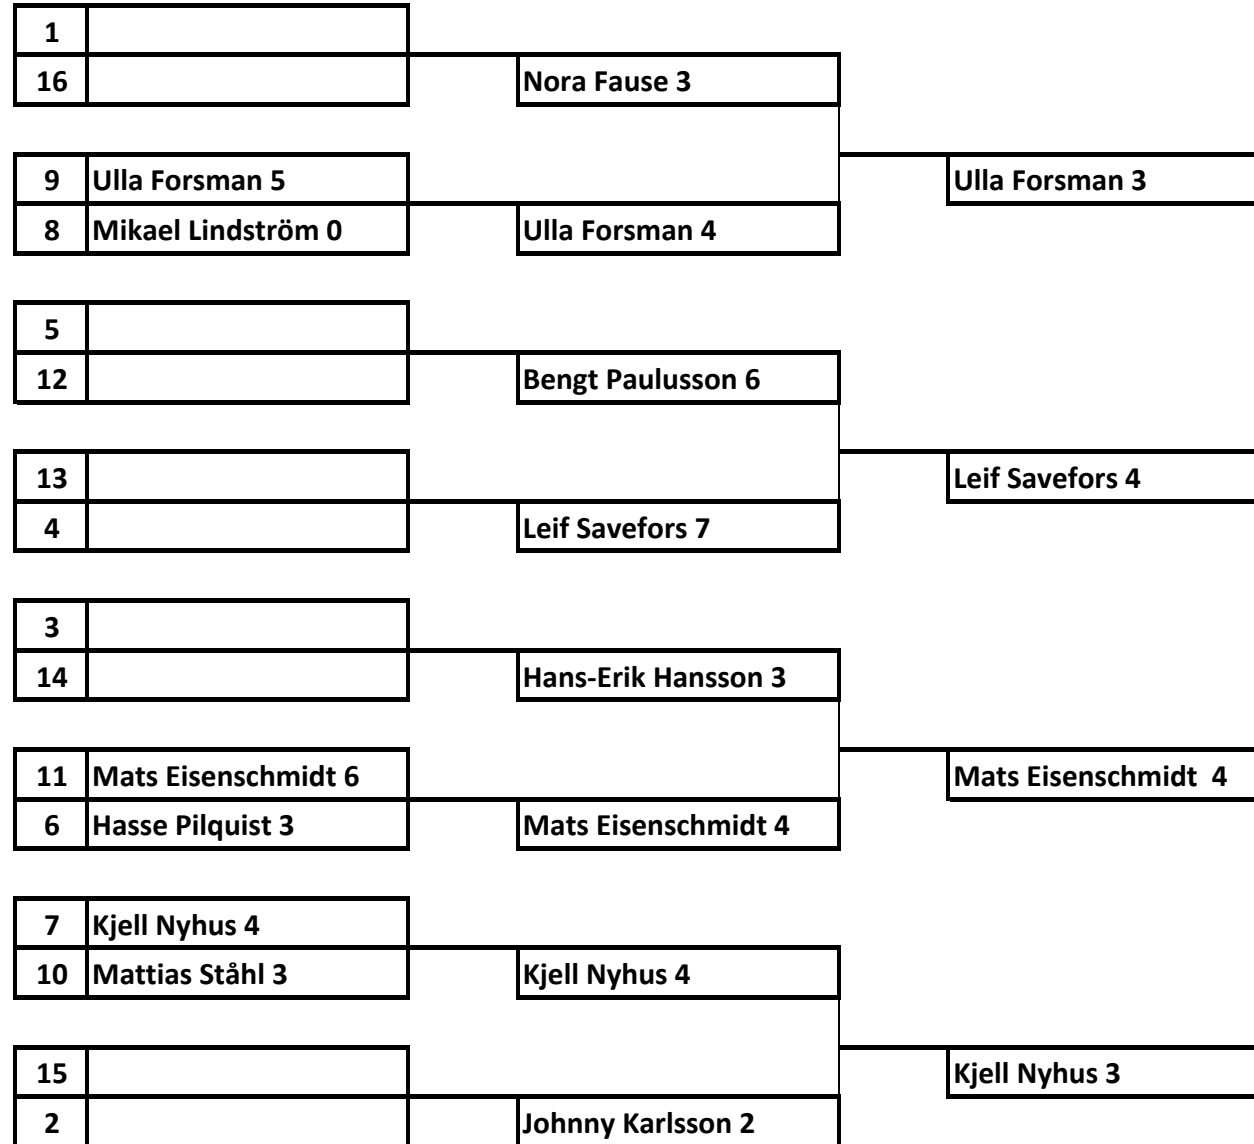 1
16 Nora Fause 3
9 Ulla Forsman 5 Ulla Forsman 3
8 Mikael Lindström 0 Ulla Forsman 4
5
12 Bengt Paulusson 6
13 Leif Savefors 4
4 Leif Savefors 7
3
14 Hans-Erik Hansson 3
11 Mats Eisenschmidt 6 Mats Eisenschmidt 4
6 Hasse Pilquist 3 Mats Eisenschmidt 4
7 Kjell Nyhus 4
10 Mattias Ståhl 3 Kjell Nyhus 4
15 Kjell Nyhus 3
2 Johnny Karlsson 2